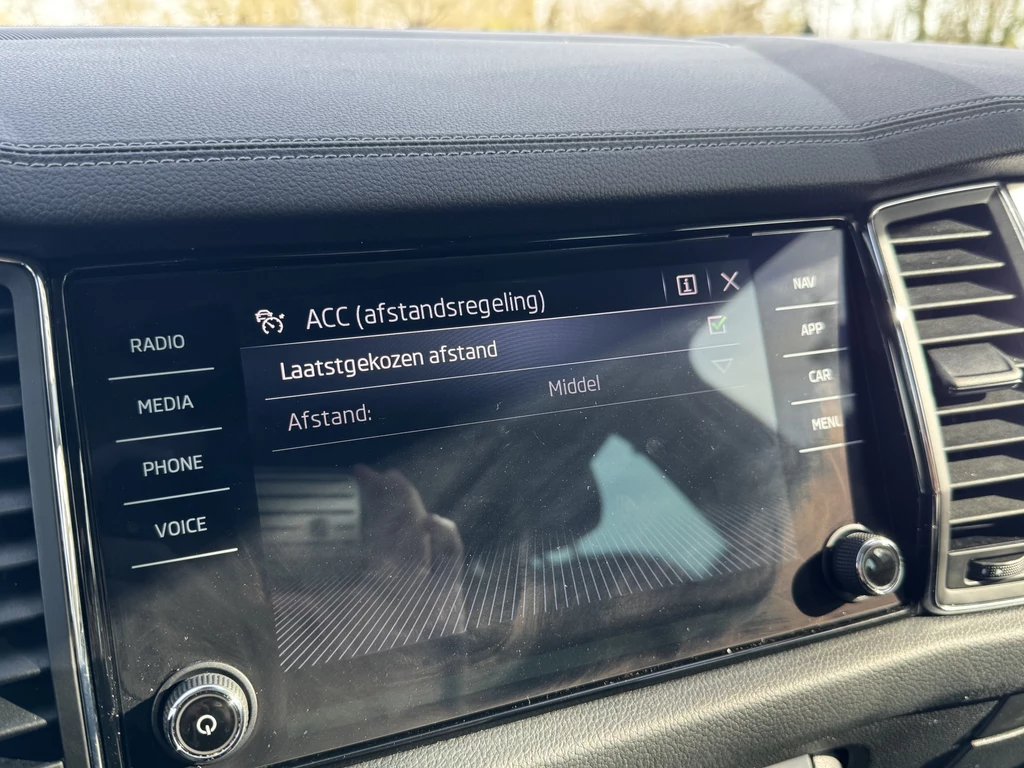 ACC (afstandsregeling)
i
Laatstgekozen afstand
Afstand: Middel
RADIO
MEDIA
PHONE
VOICE
NAV
APP
CAR
MENU